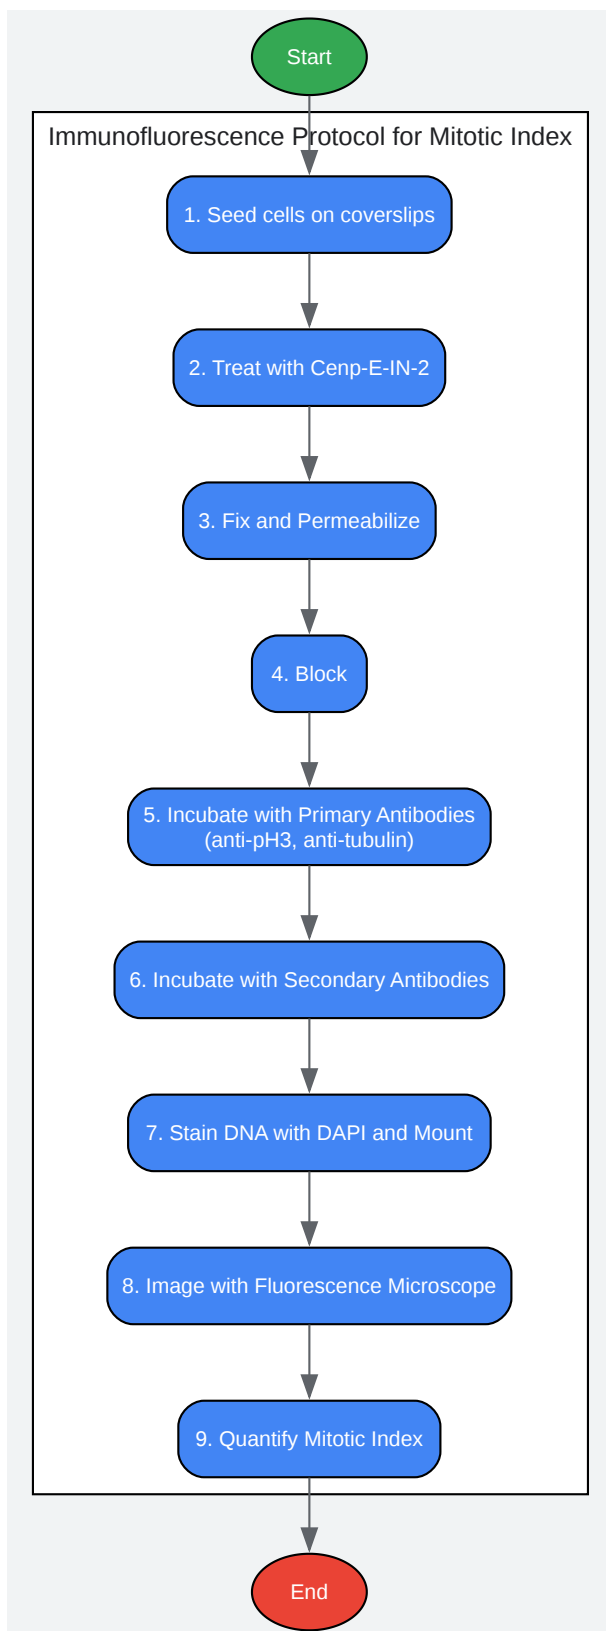 Start
Immunofluorescence Protocol for Mitotic Index
1. Seed cells on coverslips
2. Treat with Cenp-E-IN-2
3. Fix and Permeabilize
4. Block
5. Incubate with Primary Antibodies
(anti-pH3, anti-tubulin)
6. Incubate with Secondary Antibodies
7. Stain DNA with DAPI and Mount
8. Image with Fluorescence Microscope
9. Quantify Mitotic Index
End